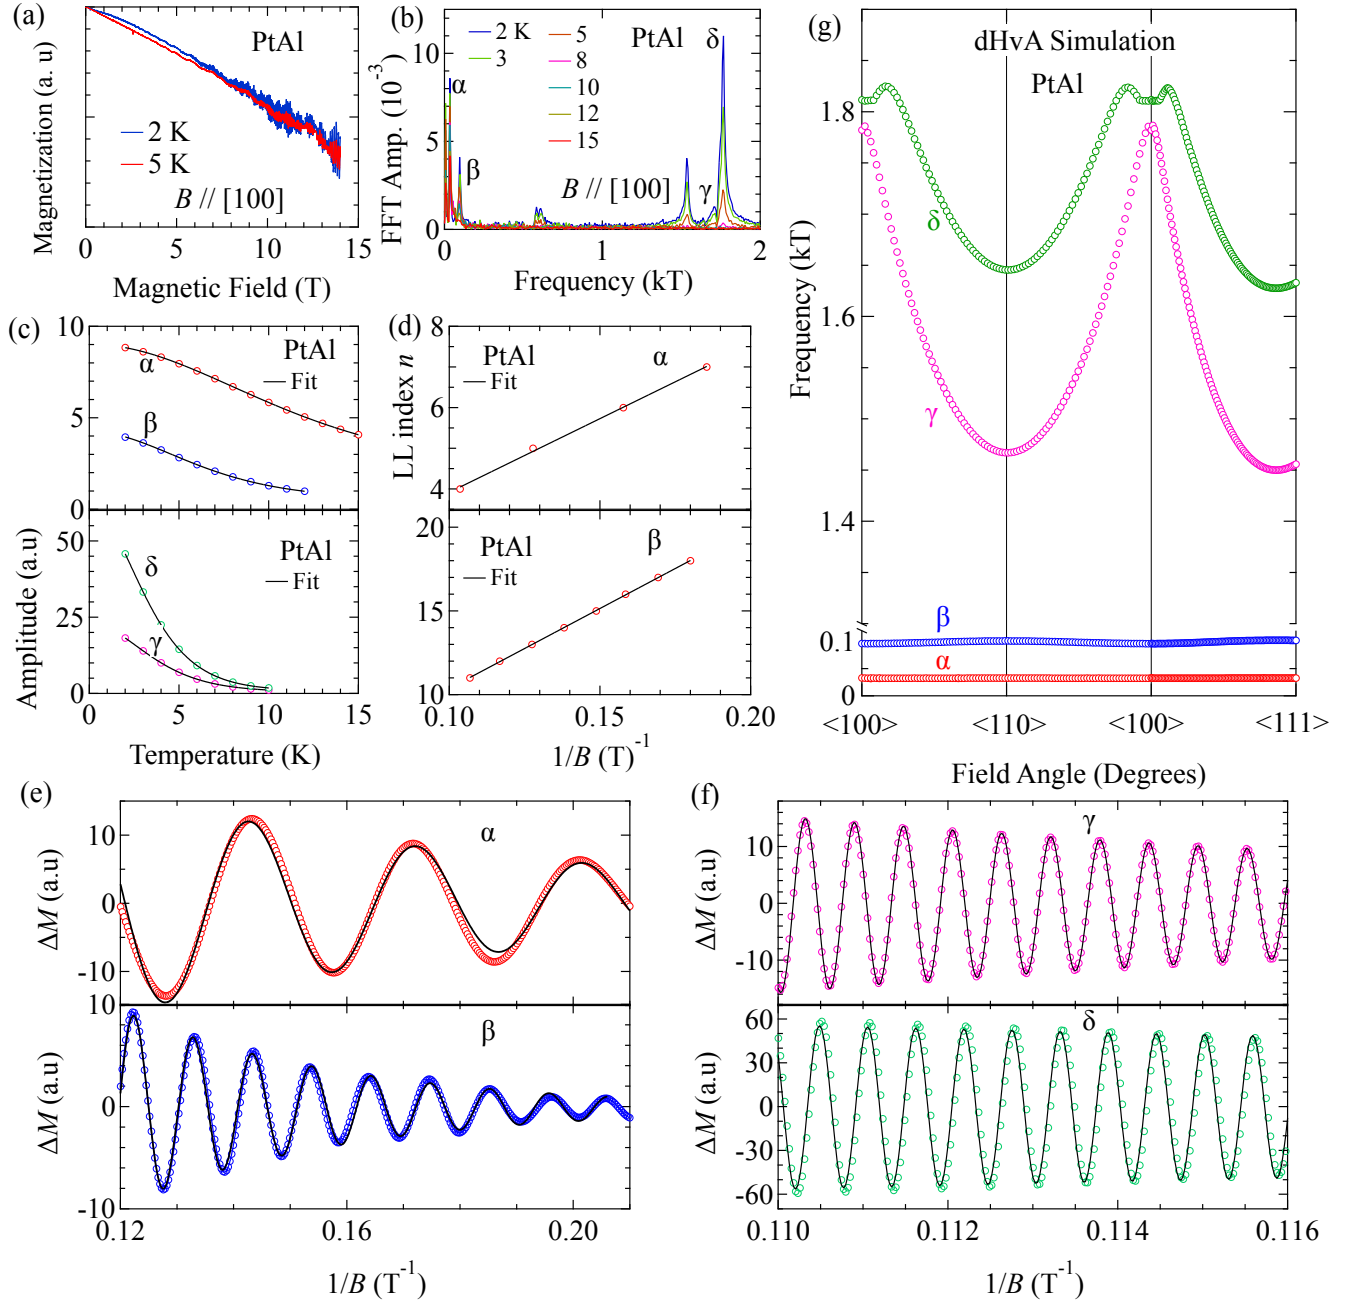 (a)
PtAl
2 K
5 K
B // [100]
Magnetization (a. u)
0
5
10
15
Magnetic Field (T)
(b)
2 K
3
5
8
10
12
15
PtAl
α
β
γ
δ
B // [100]
FFT Amp. (10⁻³)
10
5
0
0
1
2
Frequency (kT)
(g)
dHvA Simulation
PtAl
δ
γ
β
α
Frequency (kT)
1.8
1.6
1.4
0.1
0
<100>
<110>
<100>
<111>
Field Angle (Degrees)
(c)
10
5
0
PtAl
Fit
α
β
50
25
0
PtAl
Fit
δ
γ
Amplitude (a.u)
0
5
10
15
Temperature (K)
(d)
8
6
4
PtAl
Fit
α
LL index n
20
15
10
PtAl
Fit
β
0.10
0.15
0.20
1/B (T)⁻¹
(e)
α
10
0
-10
ΔM (a.u)
β
10
0
-10
ΔM (a.u)
0.12
0.16
0.20
1/B (T⁻¹)
(f)
γ
10
0
-10
ΔM (a.u)
δ
60
30
0
-30
-60
ΔM (a.u)
0.110
0.112
0.114
0.116
1/B (T⁻¹)